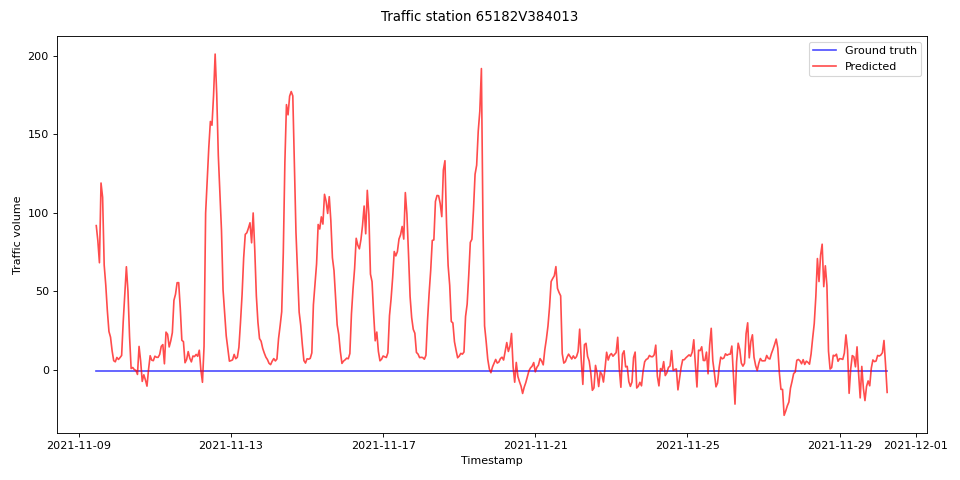 Traffic station 65182V384013
Ground truth
Predicted
200
150
100
50
0
Traffic volume
2021-11-09
2021-11-13
2021-11-17
2021-11-21
2021-11-25
2021-11-29
2021-12-01
Timestamp